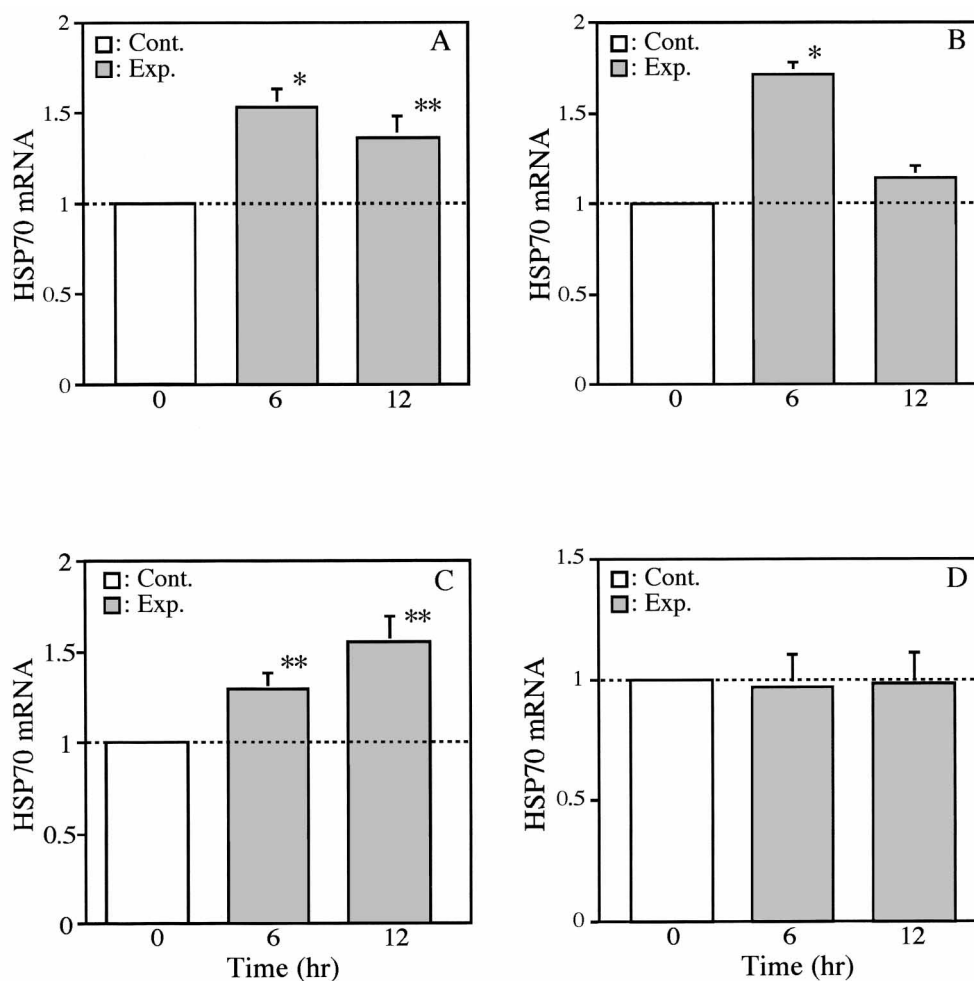 A
□: Cont.
□: Exp.
*
**
HSP70 mRNA
2
1.5
1
0.5
0
0 6 12
B
□: Cont.
□: Exp.
*
HSP70 mRNA
2
1.5
1
0.5
0
0 6 12
C
□: Cont.
□: Exp.
**
**
HSP70 mRNA
2
1.5
1
0.5
0
0 6 12
Time (hr)
D
□: Cont.
□: Exp.
HSP70 mRNA
1.5
1
0.5
0
0 6 12
Time (hr)